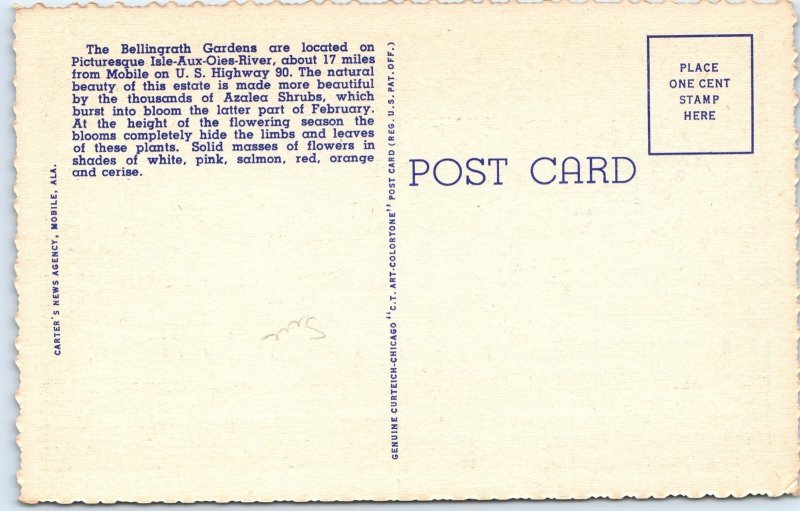 The Bellingrath Gardens are located on
Picturesque Isle-Aux-Oies-River, about 17 miles
from Mobile on U. S. Highway 90. The natural
beauty of this estate is made more beautiful
by the thousands of Azalea Shrubs, which
burst into bloom the latter part of February.
At the height of the flowering season the
blooms completely hide the limbs and leaves
of these plants. Solid masses of flowers in
shades of white, pink, salmon, red, orange
and cerise.
CARTER'S NEWS AGENCY, MOBILE, ALA.
GENUINE CURTEICH-CHICAGO "C.T. ART-COLORTONE" POST CARD (REG. U.S. PAT. OFF.)
POST CARD
PLACE
ONE CENT
STAMP
HERE